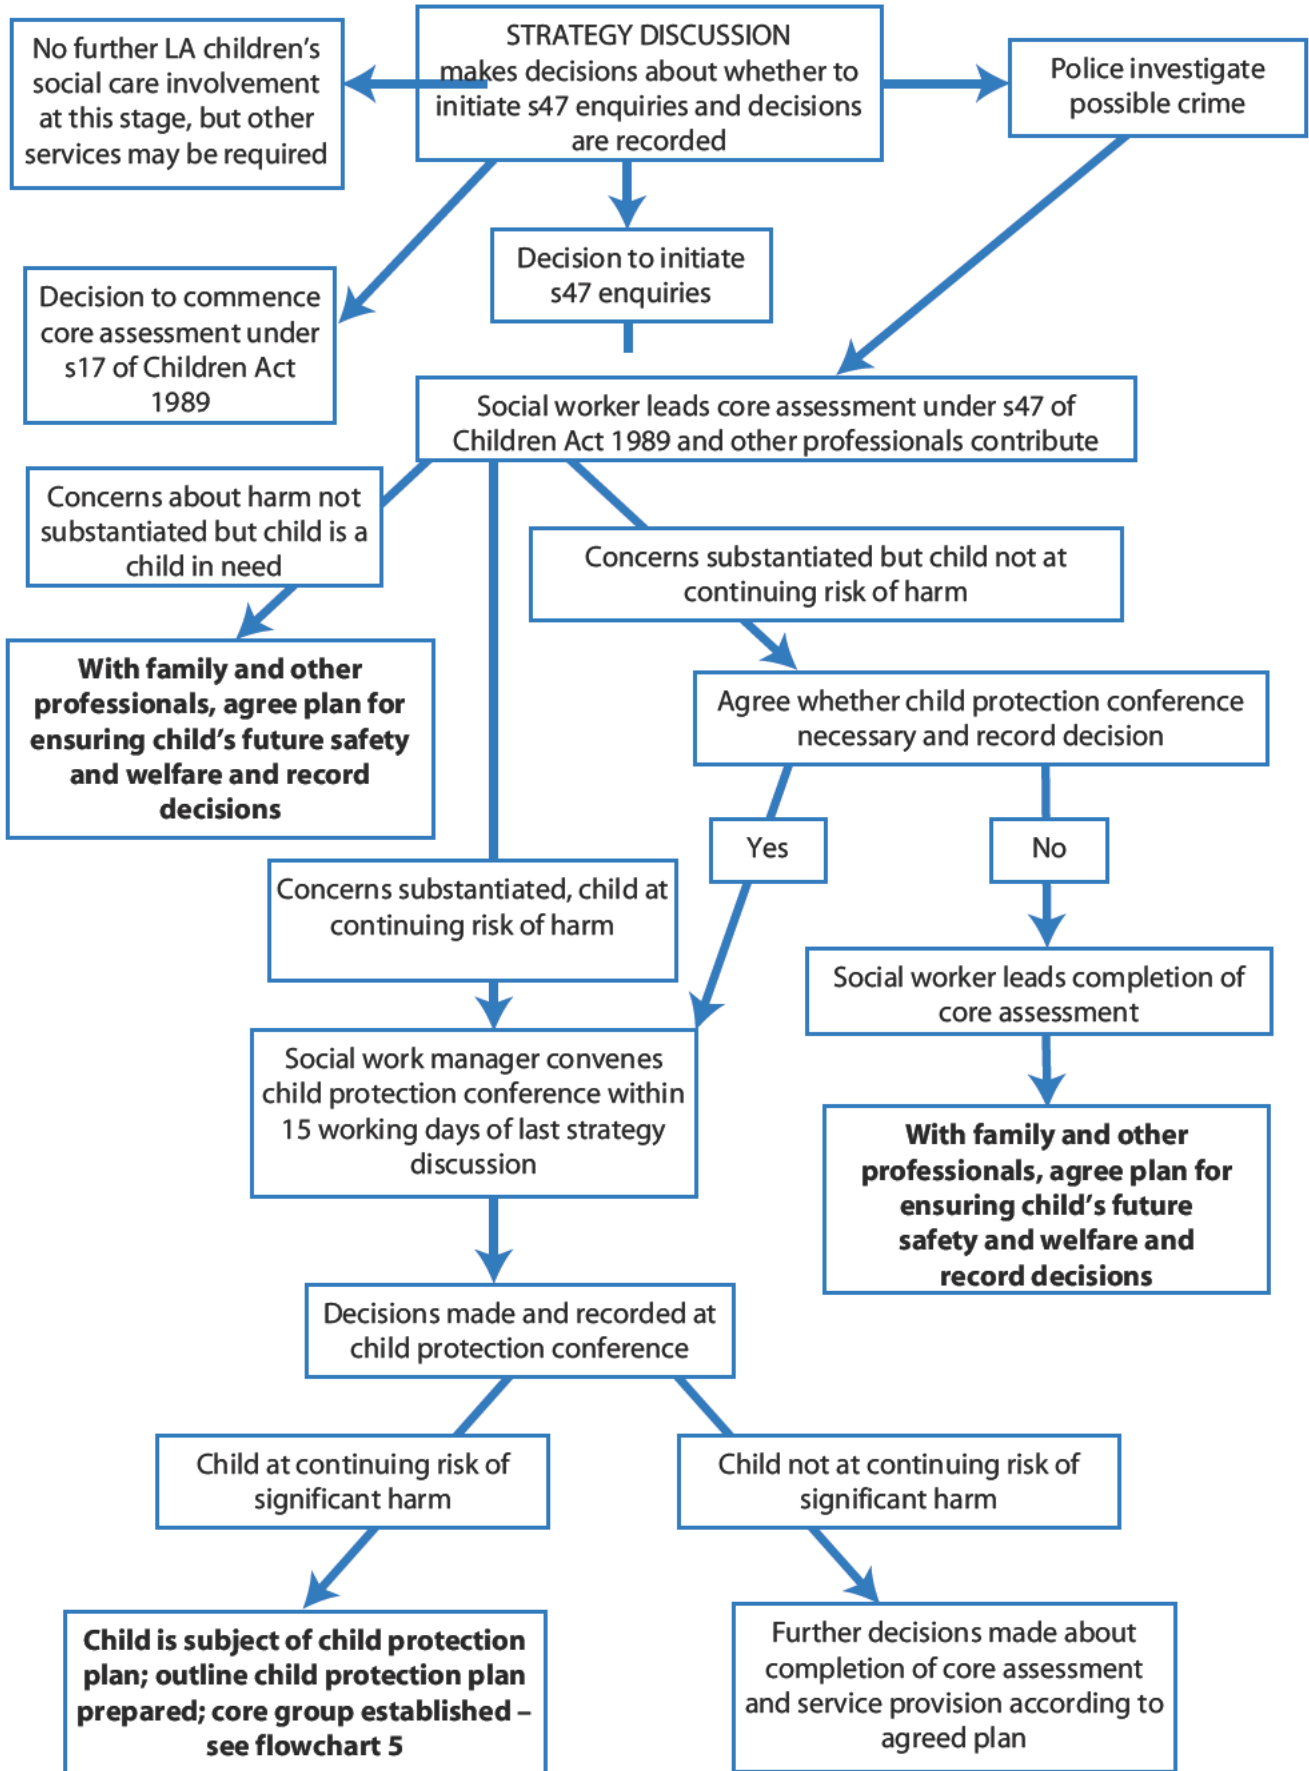 No further LA children’s
social care involvement
at this stage, but other
services may be required
STRATEGY DISCUSSION
makes decisions about whether to
initiate s47 enquiries and decisions
are recorded
Police investigate
possible crime
Decision to initiate
s47 enquiries
Decision to commence
core assessment under
s17 of Children Act
1989
Social worker leads core assessment under s47 of
Children Act 1989 and other professionals contribute
Concerns about harm not
substantiated but child is a
child in need
Concerns substantiated but child not at
continuing risk of harm
With family and other
professionals, agree plan for
ensuring child’s future safety
and welfare and record
decisions
Agree whether child protection conference
necessary and record decision
Yes
No
Concerns substantiated, child at
continuing risk of harm
Social worker leads completion of
core assessment
Social work manager convenes
child protection conference within
15 working days of last strategy
discussion
With family and other
professionals, agree plan for
ensuring child’s future
safety and welfare and
record decisions
Decisions made and recorded at
child protection conference
Child at continuing risk of
significant harm
Child not at continuing risk of
significant harm
Child is subject of child protection
plan; outline child protection plan
prepared; core group established –
see flowchart 5
Further decisions made about
completion of core assessment
and service provision according to
agreed plan